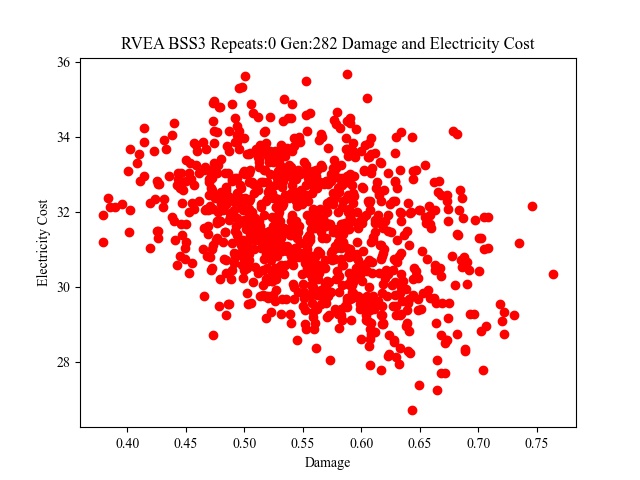 RVEA BSS3 Repeats:0 Gen:282 Damage and Electricity Cost
36
34
32
30
28
Electricity Cost
0.40 0.45 0.50 0.55 0.60 0.65 0.70 0.75
Damage